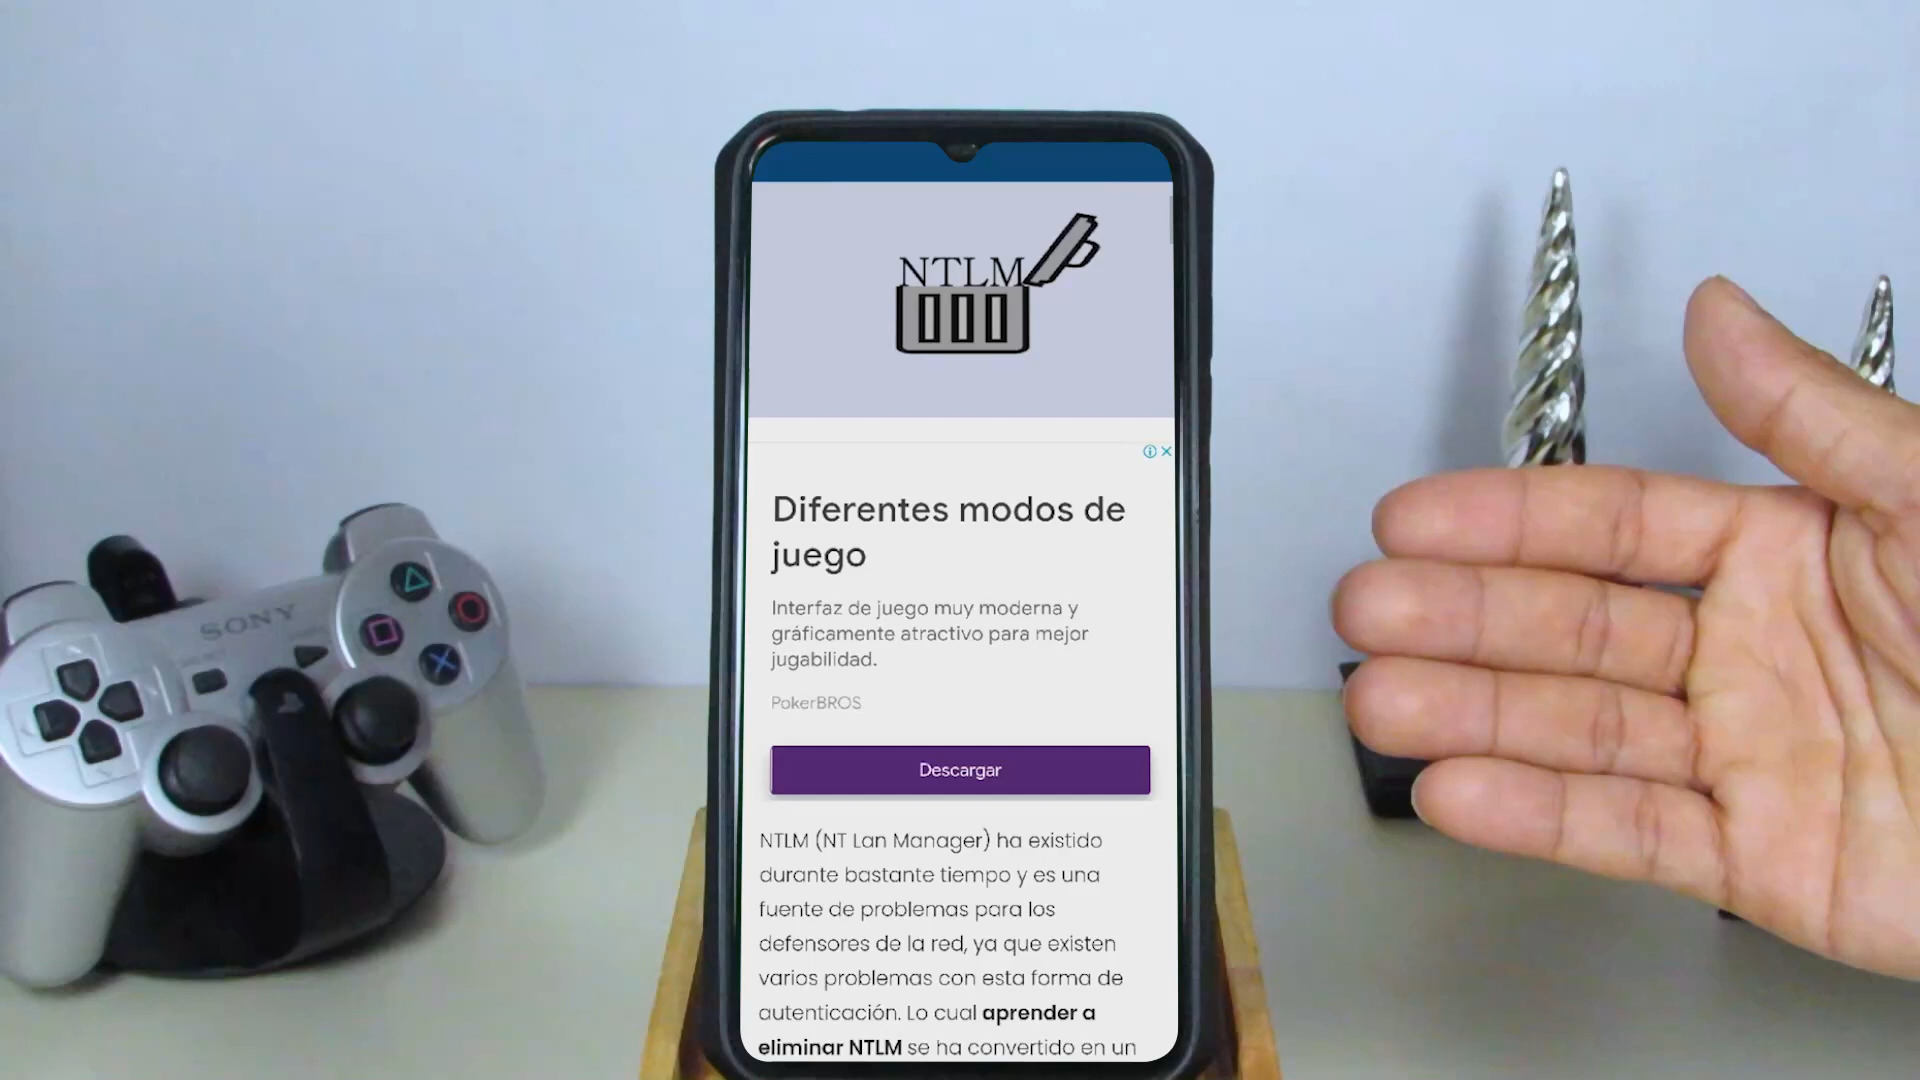 NTLM
Diferentes modos de
juego
Interfaz de juego muy moderna y
gráficamente atractivo para mejor
jugabilidad.
PokerBROS
Descargar
NTLM (NT Lan Manager) ha existido
durante bastante tiempo y es una
fuente de problemas para los
defensores de la red, ya que existen
varios problemas con esta forma de
autenticación. Lo cual aprender a
eliminar NTLM se ha convertido en un
SONY